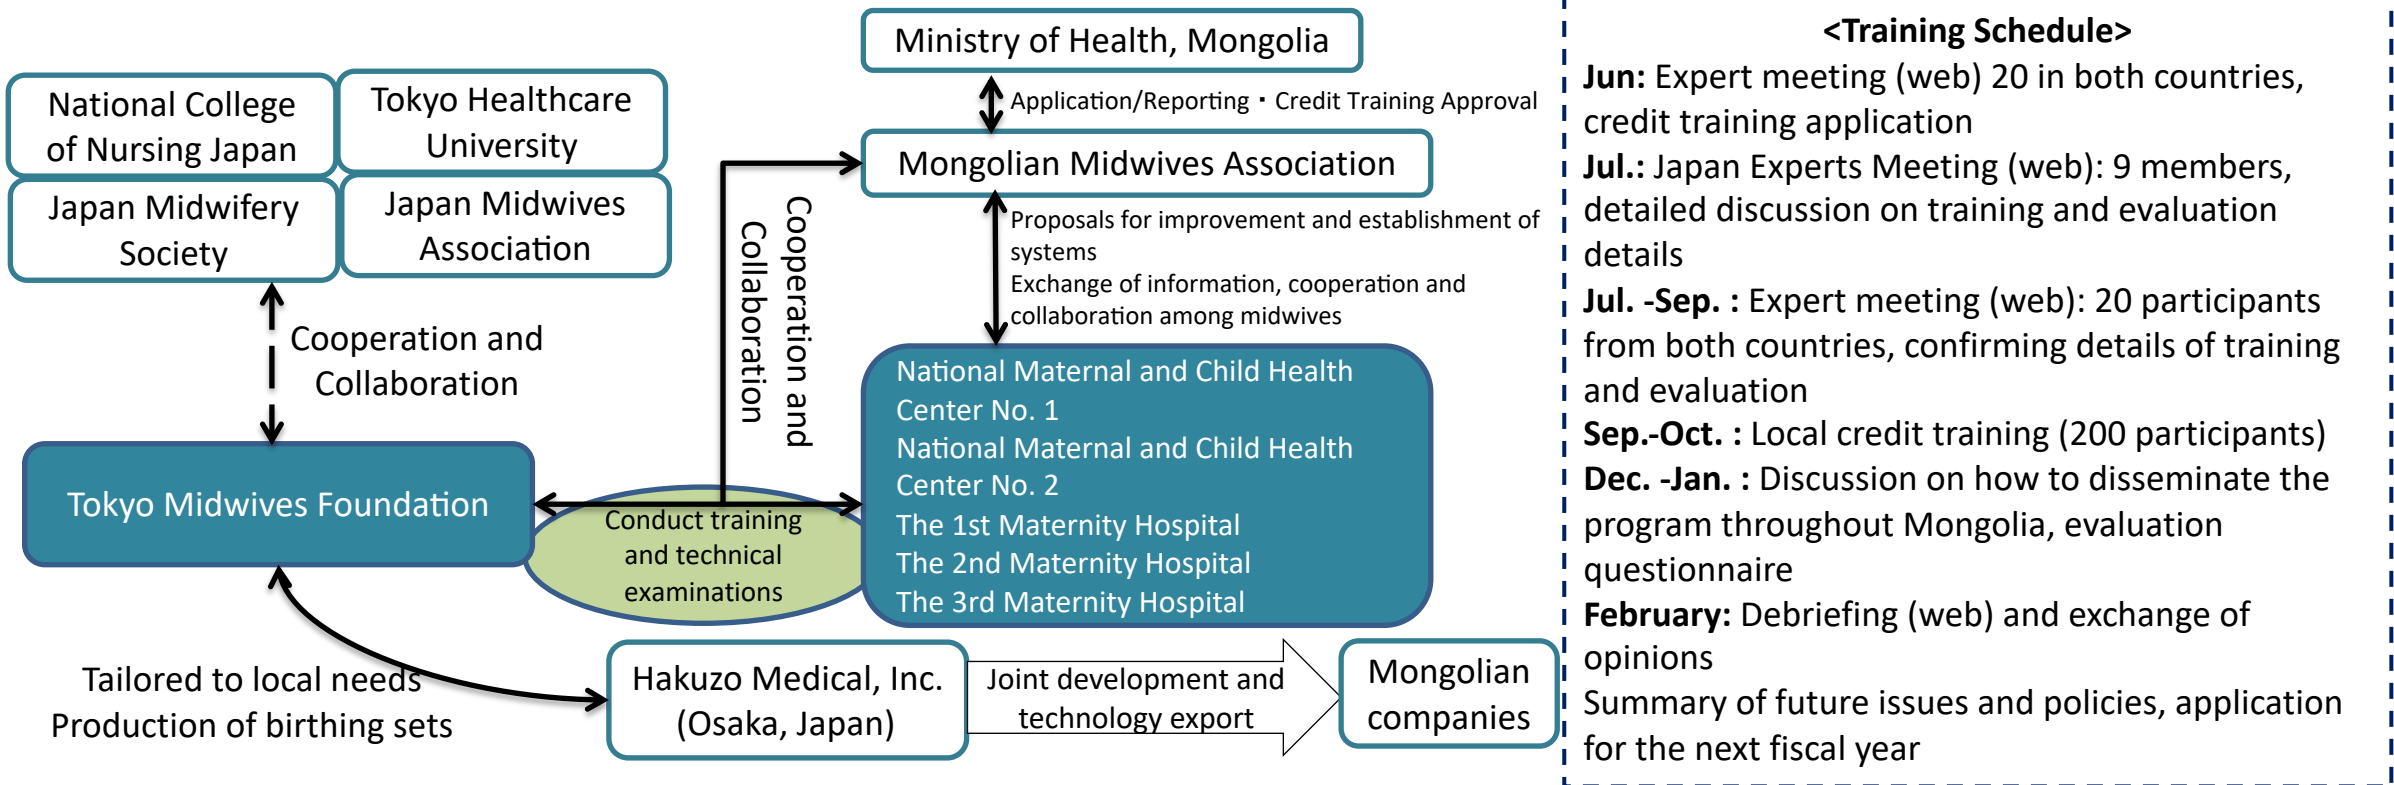 Ministry of Health, Mongolia
National College
of Nursing Japan
Tokyo Healthcare
University
Japan Midwifery
Society
Japan Midwives
Association
Application/Reporting・Credit Training Approval
Mongolian Midwives Association
Cooperation and
Collaboration
Proposals for improvement and establishment of
systems
Exchange of information, cooperation and
collaboration among midwives
Cooperation and
Collaboration
National Maternal and Child Health
Center No. 1
National Maternal and Child Health
Center No. 2
The 1st Maternity Hospital
The 2nd Maternity Hospital
The 3rd Maternity Hospital
Tokyo Midwives Foundation
Conduct training
and technical
examinations
Tailored to local needs
Production of birthing sets
Hakuzo Medical, Inc.
(Osaka, Japan)
Joint development and
technology export
Mongolian
companies
<Training Schedule>
Jun: Expert meeting (web) 20 in both countries,
credit training application
Jul.: Japan Experts Meeting (web): 9 members,
detailed discussion on training and evaluation
details
Jul. -Sep. : Expert meeting (web): 20 participants
from both countries, confirming details of training
and evaluation
Sep.-Oct. : Local credit training (200 participants)
Dec. -Jan. : Discussion on how to disseminate the
program throughout Mongolia, evaluation
questionnaire
February: Debriefing (web) and exchange of
opinions
Summary of future issues and policies, application
for the next fiscal year